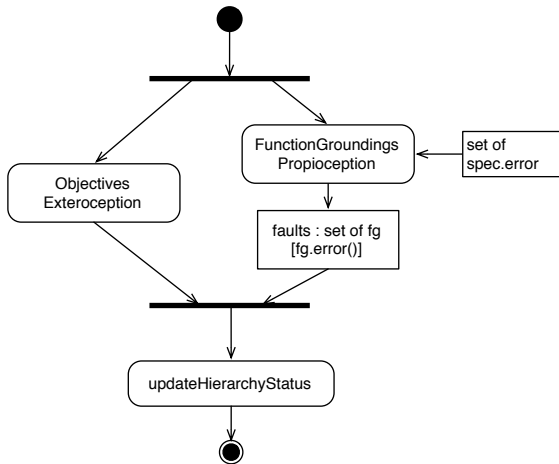 FunctionGroundings
Propioception
set of
spec.error
Objectives
Exteroception
faults : set of fg
[fg.error()]
updateHierarchyStatus